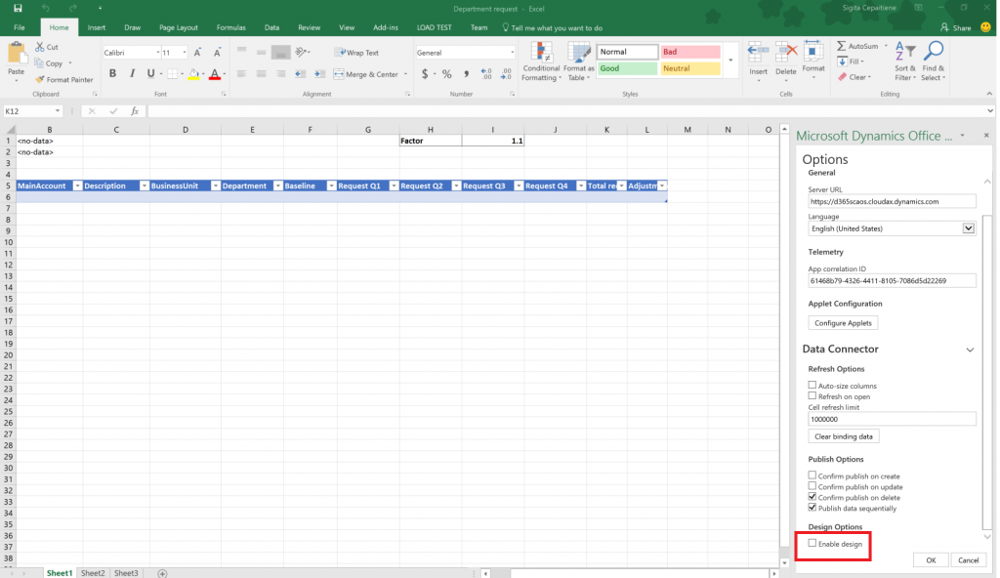 Department request - Excel
Sigita Cepaitiene
File Home Insert Draw Page Layout Formulas Data Review View Add-ins LOAD TEST Team Tell me what you want to do Share
Paste
Cut
Copy
Format Painter
Clipboard
Calibri 11 A A
B I U A
Font
Wrap Text
Merge & Center
Alignment
General
$ % , .0 .00
Number
Conditional Formatting
Format as Table
Normal Bad
Good Neutral
Styles
Insert Delete Format
Cells
AutoSum
Fill
Clear
Sort & Filter
Find & Select
Editing
K12 fx
B C D E F G H I J K L M N O
1 <no-data> Factor 1.1
2 <no-data>
3
4
5 MainAccount Description BusinessUnit Department Baseline Request Q1 Request Q2 Request Q3 Request Q4 Total re Adjustm
6
7
8
9
10
11
12
13
14
15
16
17
18
19
20
21
22
23
24
25
26
27
28
29
30
31
32
33
34
35
36
37
38
Sheet1 Sheet2 Sheet3
Microsoft Dynamics Office ...
Options
General
Server URL
https://d365scaos.cloudax.dynamics.com
Language
English (United States)
Telemetry
App correlation ID
61468b79-4326-4411-8105-7086d5d22269
Applet Configuration
Configure Applets
Data Connector
Refresh Options
Auto-size columns
Refresh on open
Cell refresh limit
1000000
Clear binding data
Publish Options
Confirm publish on create
Confirm publish on update
Confirm publish on delete
Publish data sequentially
Design Options
Enable design
OK Cancel